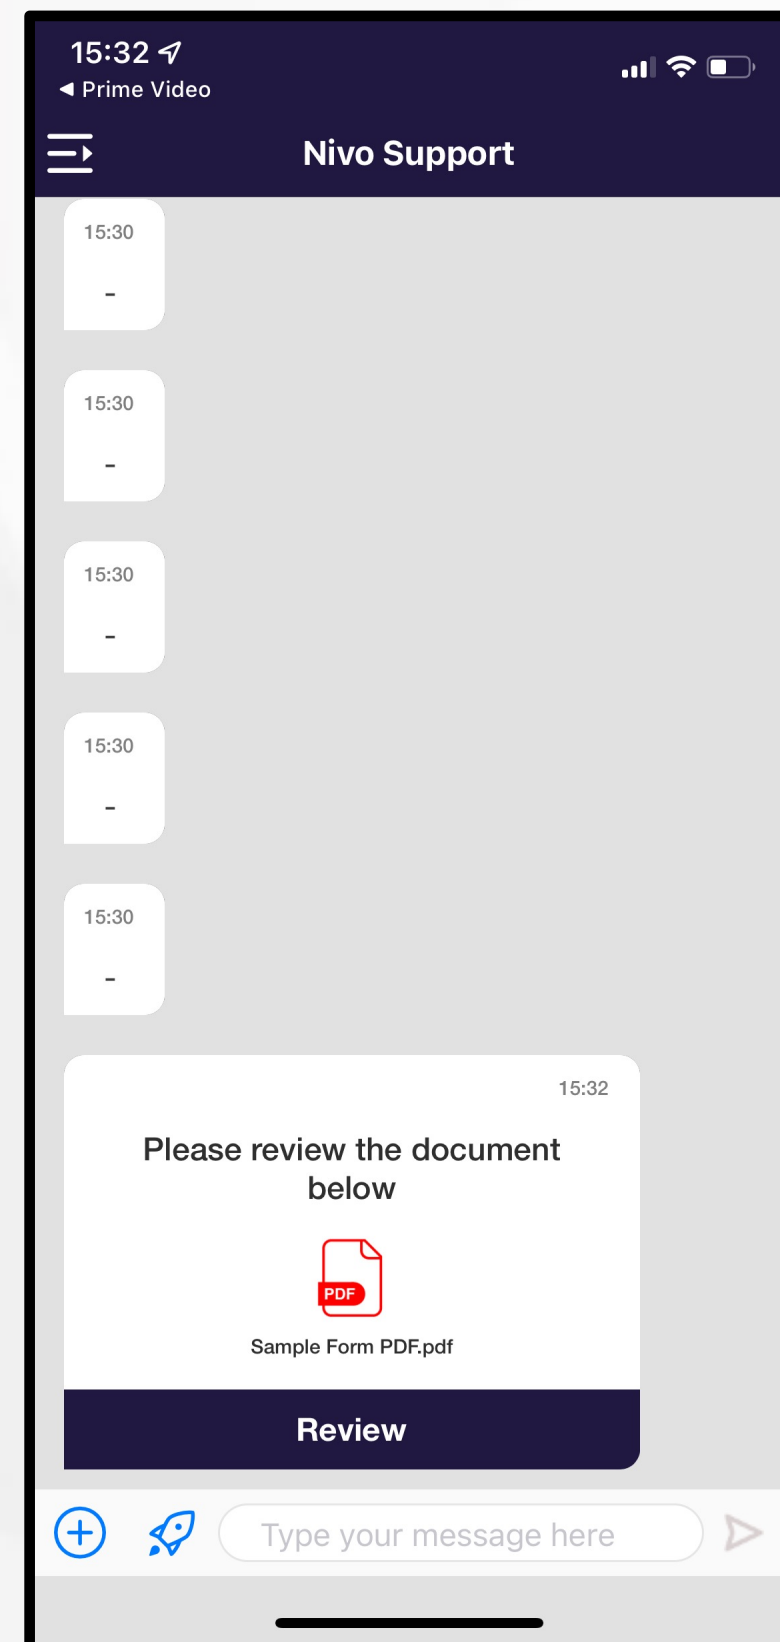 15:32
◀ Prime Video
Nivo Support
15:30
-
15:30
-
15:30
-
15:30
-
15:30
-
15:32
Please review the document
below
PDF
Sample Form PDF.pdf
Review
Type your message here